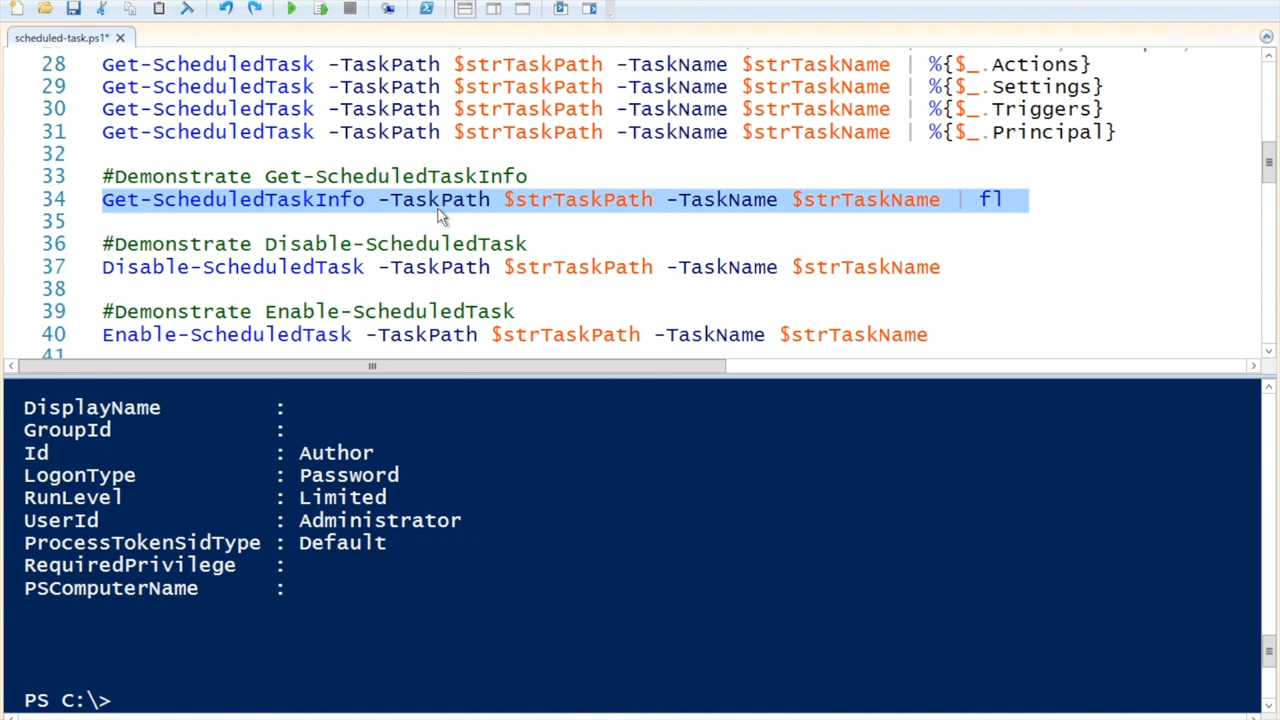 scheduled-task.ps1*
28 Get-ScheduledTask -TaskPath $strTaskPath -TaskName $strTaskName | %{$_.Actions}
29 Get-ScheduledTask -TaskPath $strTaskPath -TaskName $strTaskName | %{$_.Settings}
30 Get-ScheduledTask -TaskPath $strTaskPath -TaskName $strTaskName | %{$_.Triggers}
31 Get-ScheduledTask -TaskPath $strTaskPath -TaskName $strTaskName | %{$_.Principal}
32
33 #Demonstrate Get-ScheduledTaskInfo
34 Get-ScheduledTaskInfo -TaskPath $strTaskPath -TaskName $strTaskName | fl
35
36 #Demonstrate Disable-ScheduledTask
37 Disable-ScheduledTask -TaskPath $strTaskPath -TaskName $strTaskName
38
39 #Demonstrate Enable-ScheduledTask
40 Enable-ScheduledTask -TaskPath $strTaskPath -TaskName $strTaskName
41
DisplayName :
GroupId :
Id : Author
LogonType : Password
RunLevel : Limited
UserId : Administrator
ProcessTokenSidType : Default
RequiredPrivilege :
PSComputerName :
PS C:\>